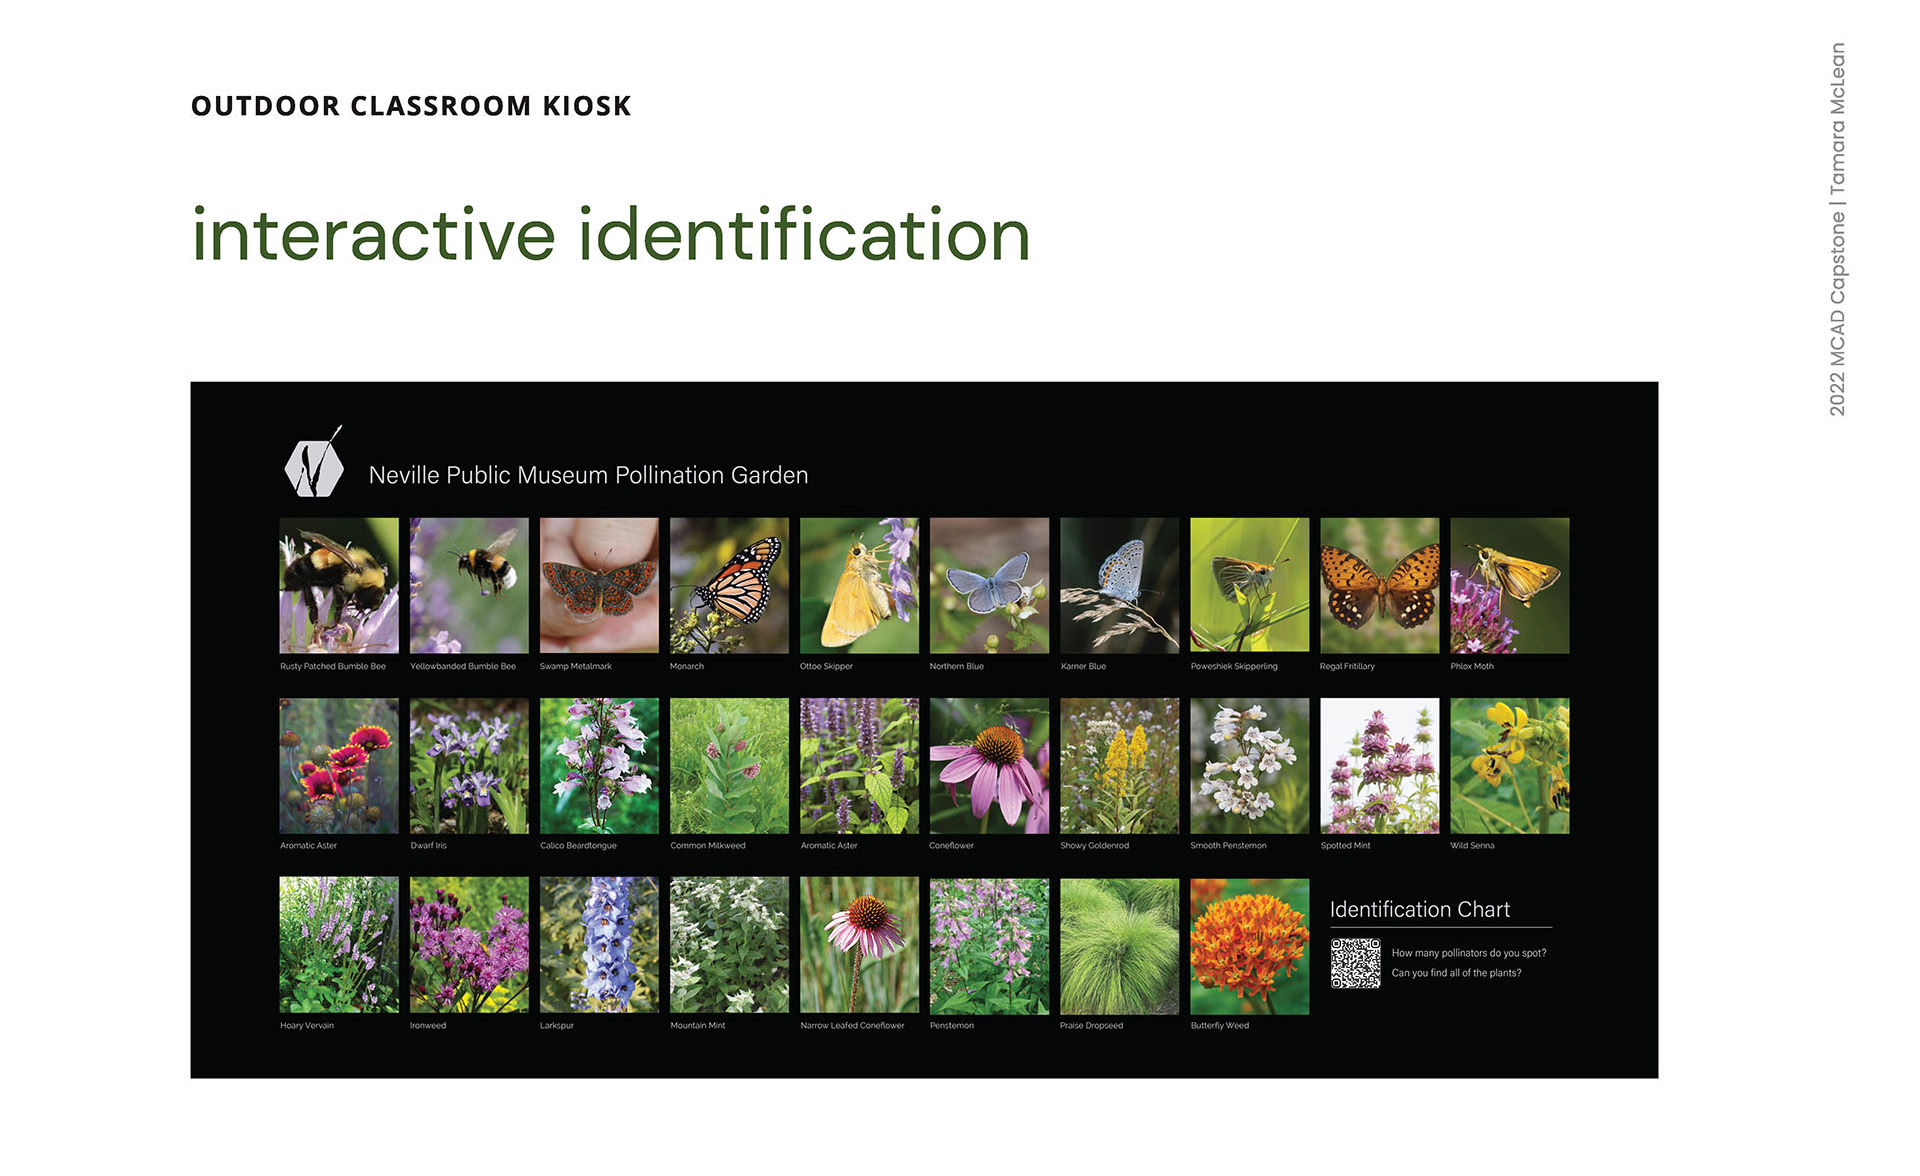 OUTDOOR CLASSROOM KIOSK
interactive identification
2022 MCAD Capstone | Tamara McLean
Neville Public Museum Pollination Garden
Rusty Patched Bumble Bee
Yellowbanded Bumble Bee
Swamp Metalmark
Monarch
Ottoe Skipper
Northern Blue
Karner Blue
Poweshiek Skipperling
Regal Fritillary
Phlox Moth
Aromatic Aster
Dwarf Iris
Calico Beardtongue
Common Milkweed
Aromatic Aster
Coneflower
Showy Goldenrod
Smooth Penstemon
Spotted Mint
Wild Senna
Hoary Vervain
Ironweed
Larkspur
Mountain Mint
Narrow Leafed Coneflower
Penstemon
Praise Dropseed
Butterfly Weed
Identification Chart
How many pollinators do you spot?
Can you find all of the plants?